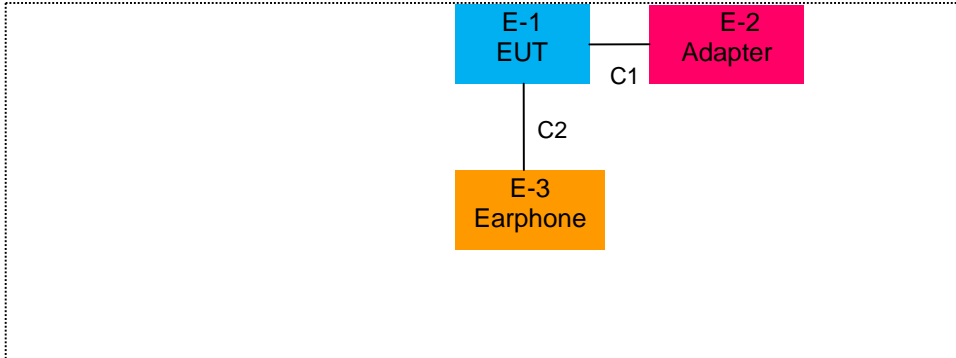 E-1
EUT
E-2
Adapter
C1
C2
E-3
Earphone